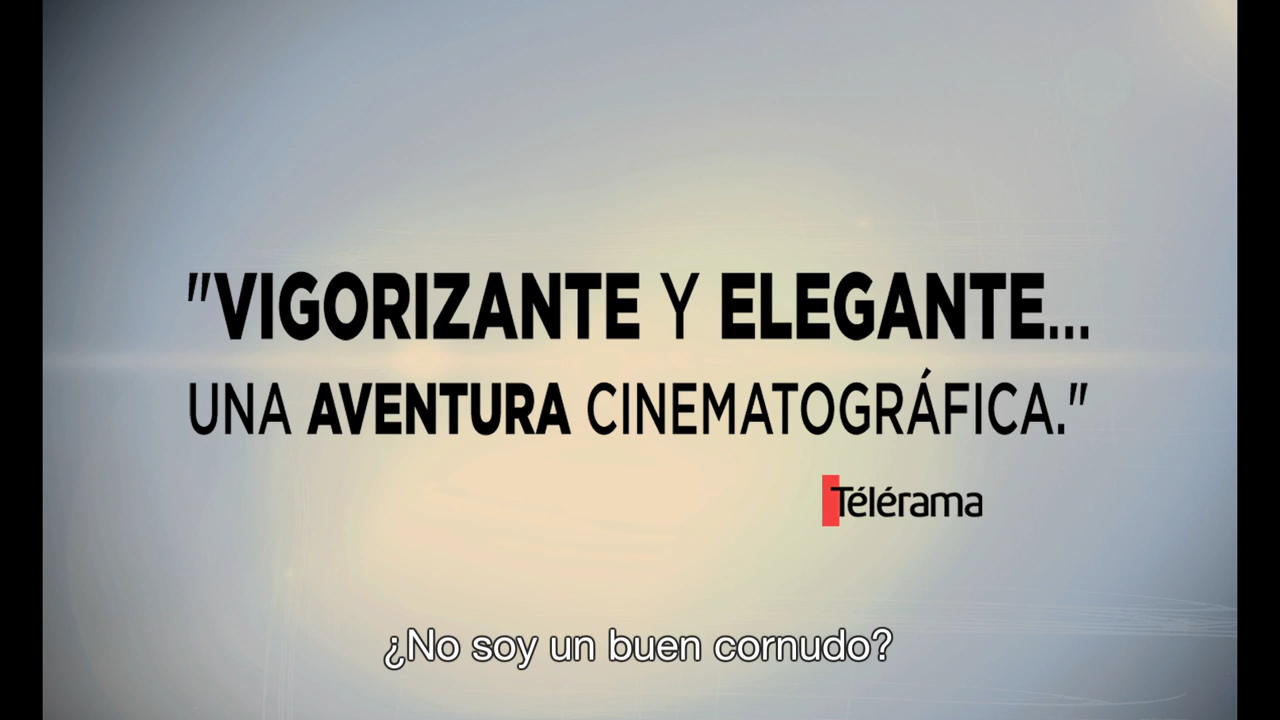 "VIGORIZANTE Y ELEGANTE...
UNA AVENTURA CINEMATOGRÁFICA."
Télérama
¿No soy un buen cornudo?